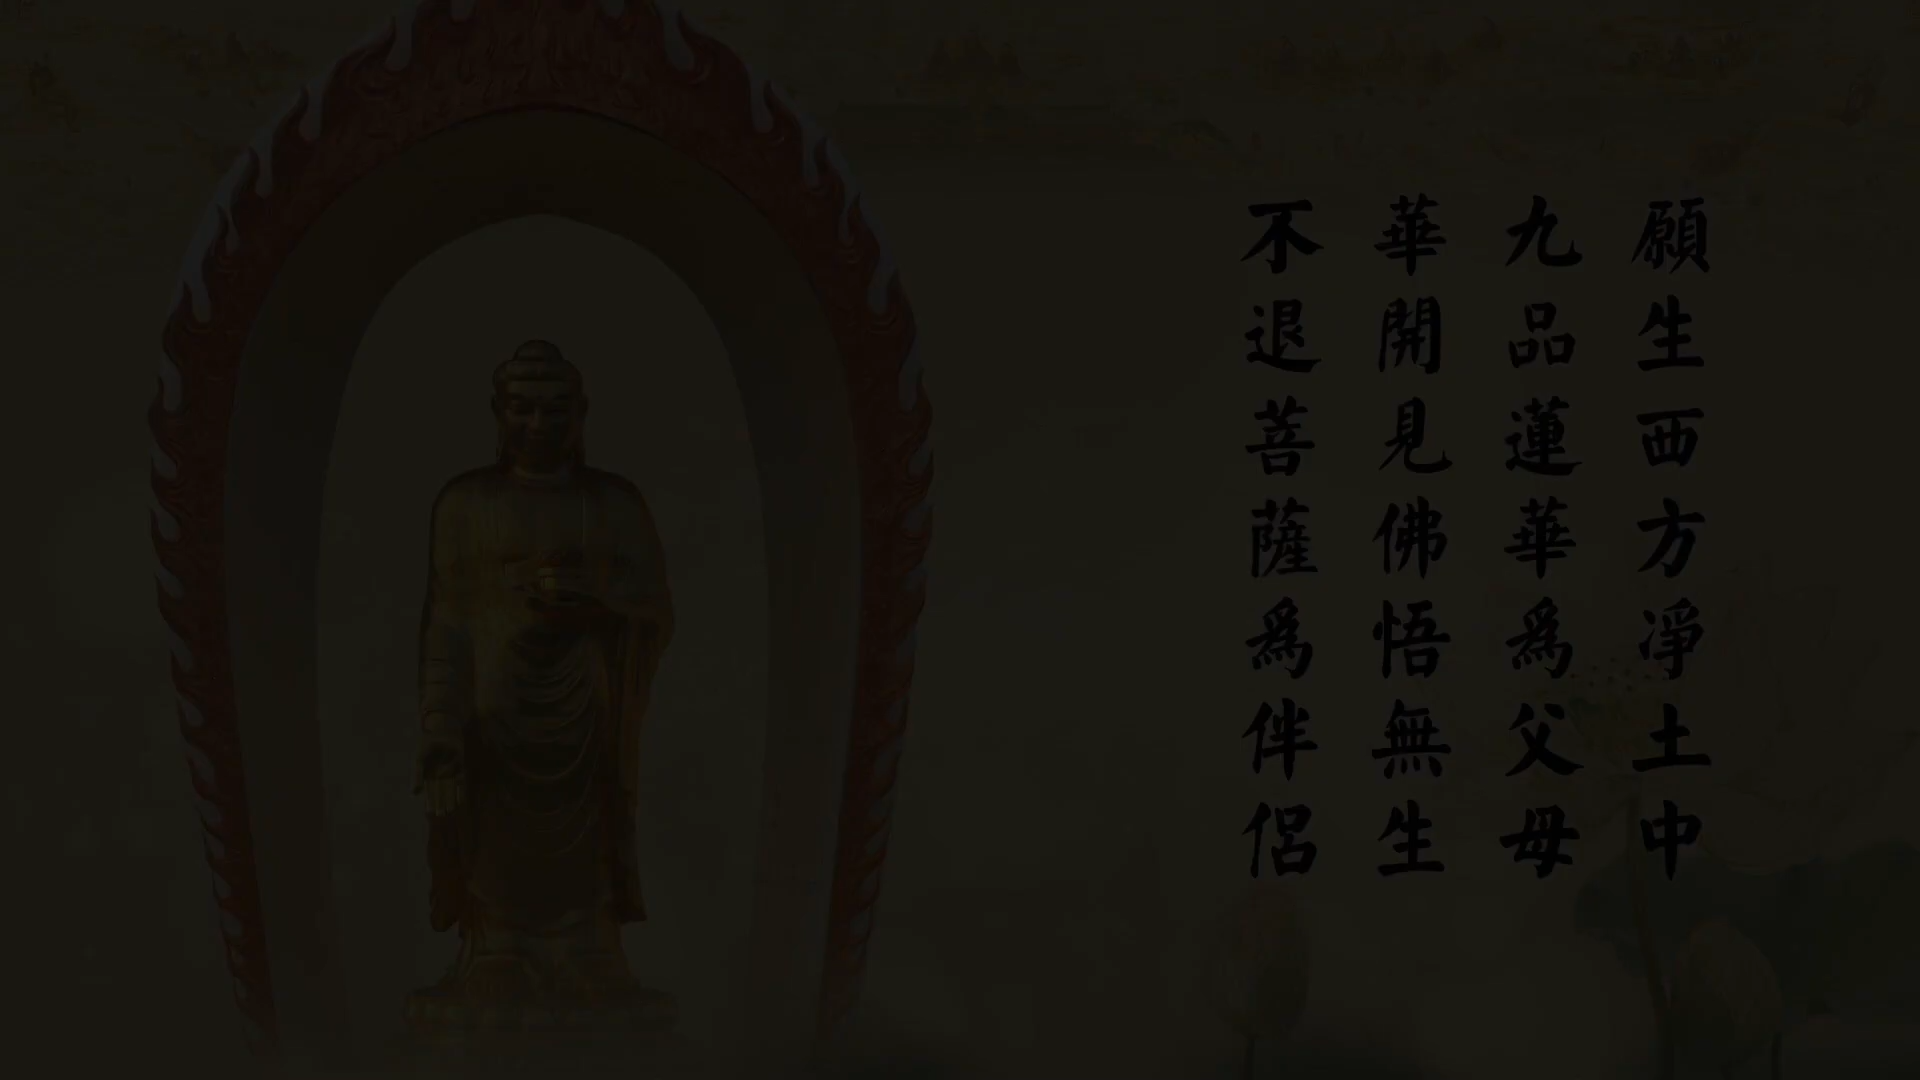 願生西方凈土中
九品蓮華爲父母
華開見佛悟無生
不退菩薩爲伴侶